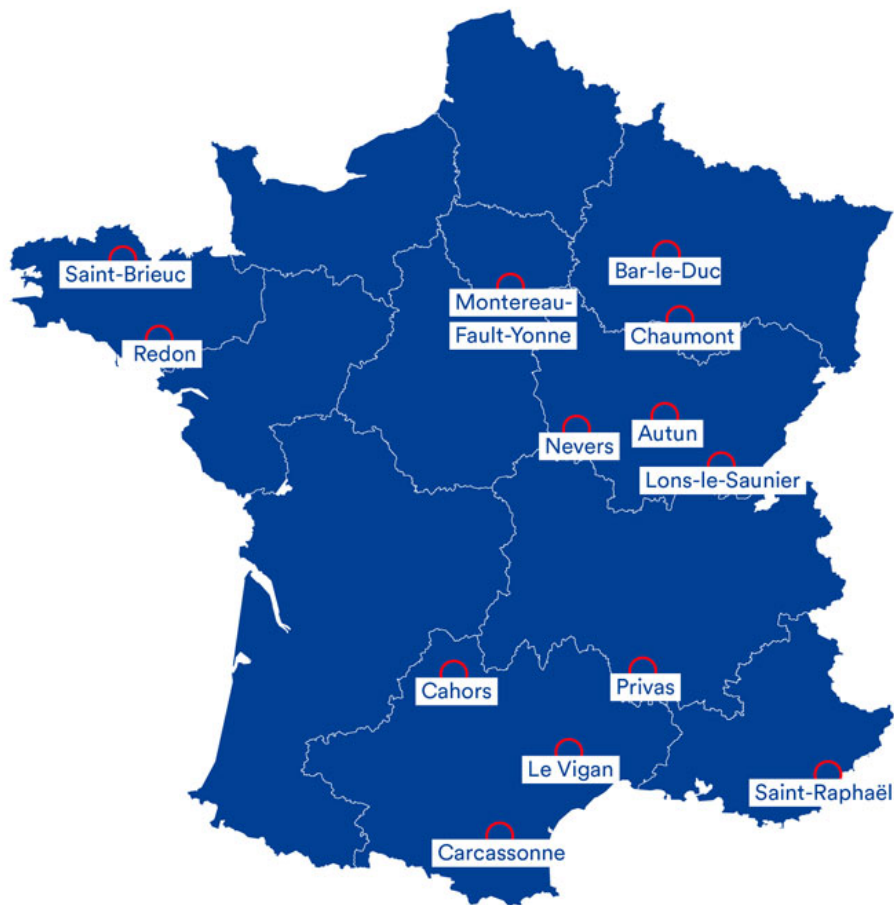 Saint-Brieuc
Bar-le-Duc
Montereau-
Fault-Yonne
Chaumont
Redon
Autun
Nevers
Lons-le-Saunier
Cahors
Privas
Le Vigan
Saint-Raphaël
Carcassonne